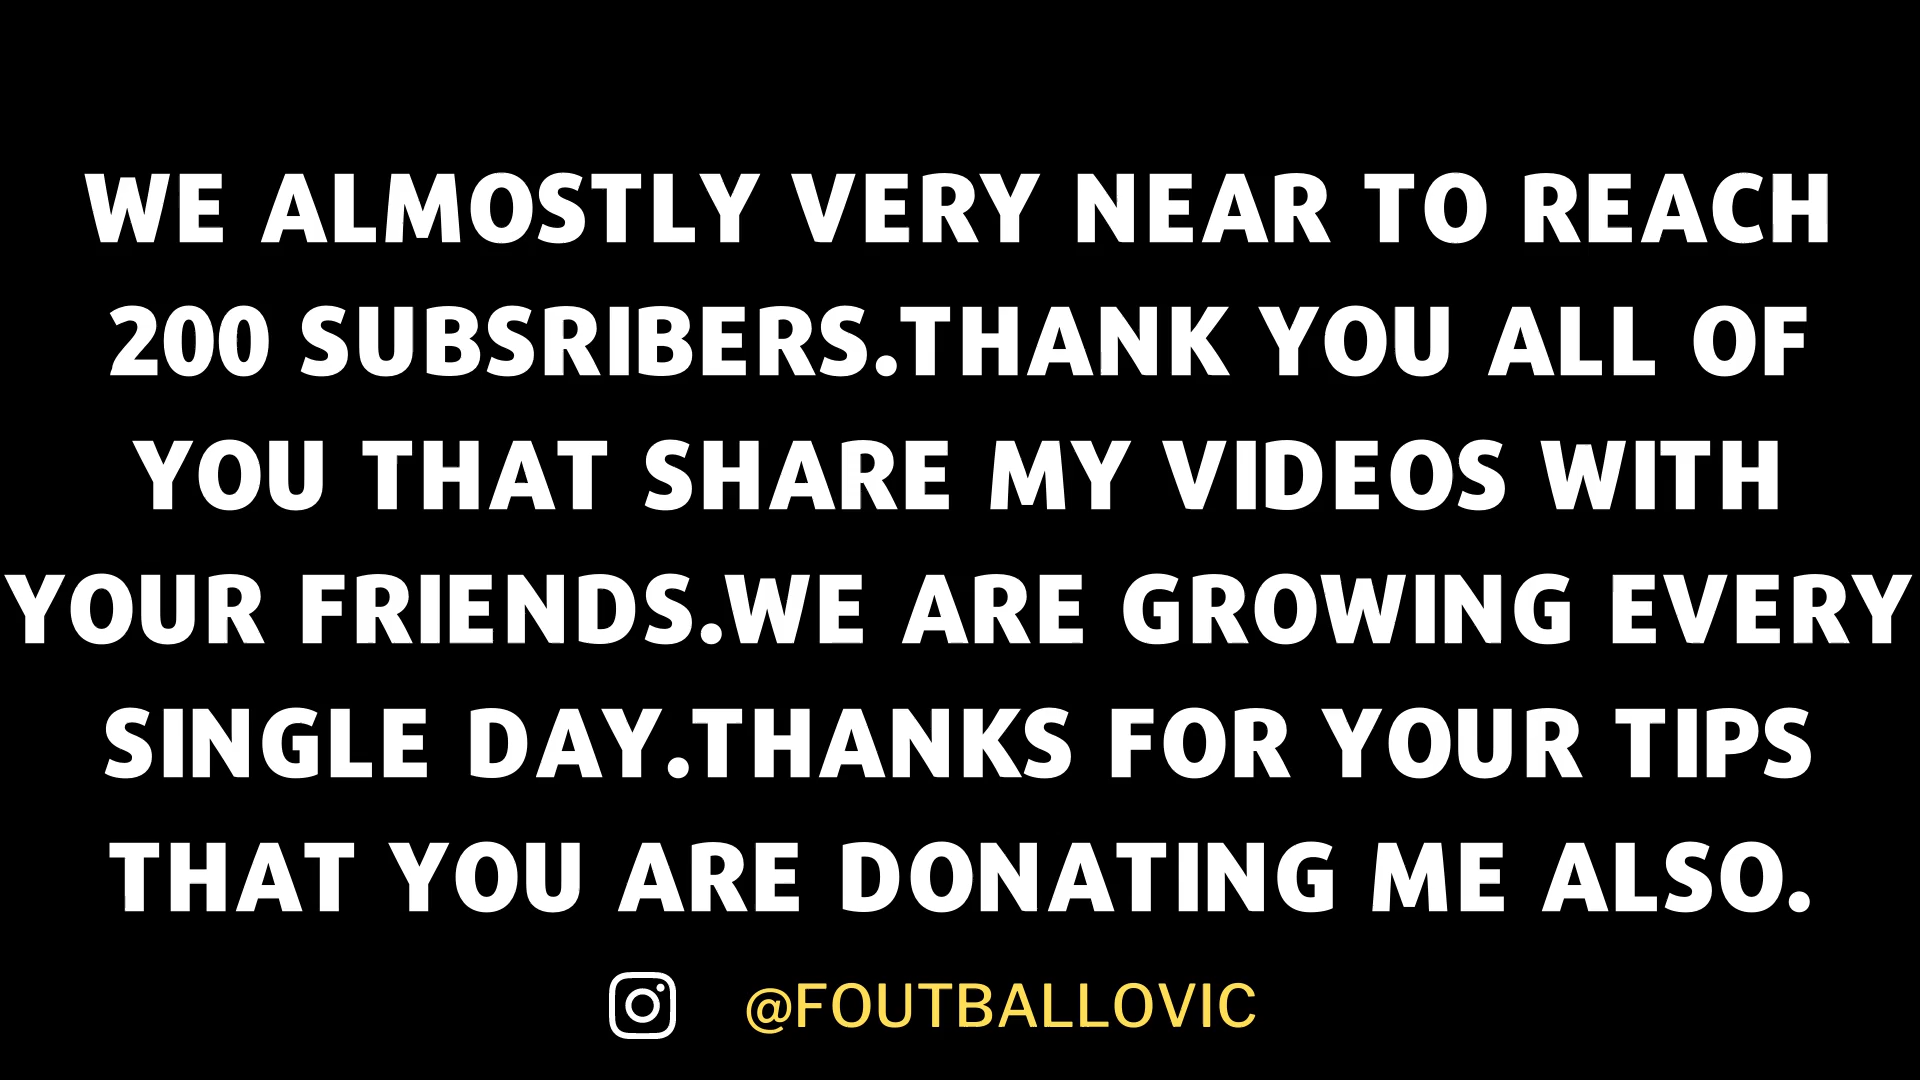 WE ALMOSTLY VERY NEAR TO REACH
200 SUBSRIBERS.THANK YOU ALL OF
YOU THAT SHARE MY VIDEOS WITH
YOUR FRIENDS.WE ARE GROWING EVERY
SINGLE DAY.THANKS FOR YOUR TIPS
THAT YOU ARE DONATING ME ALSO.
@FOUTBALLOVIC